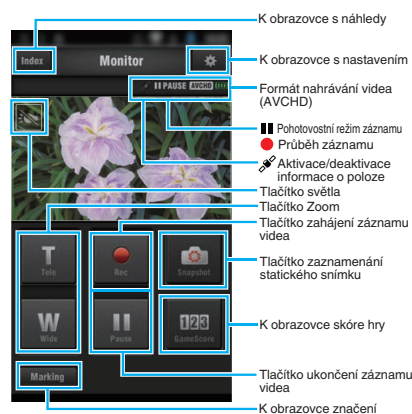 K obrazovce s náhledy
Index
Monitor
K obrazovce s nastavením
PAUSE AVCHD
Formát nahrávání videa
(AVCHD)
Pohotovostní režim záznamu
Průběh záznamu
Aktivace/deaktivace
informace o poloze
Tlačítko světla
Tlačítko Zoom
Tlačítko zahájení záznamu
videa
T
Tele
Rec
Snapshot
Tlačítko zaznamenání
statického snímku
W
Wide
Pause
123
GameScore
K obrazovce skóre hry
Tlačítko ukončení záznamu
videa
Marking
K obrazovce značení